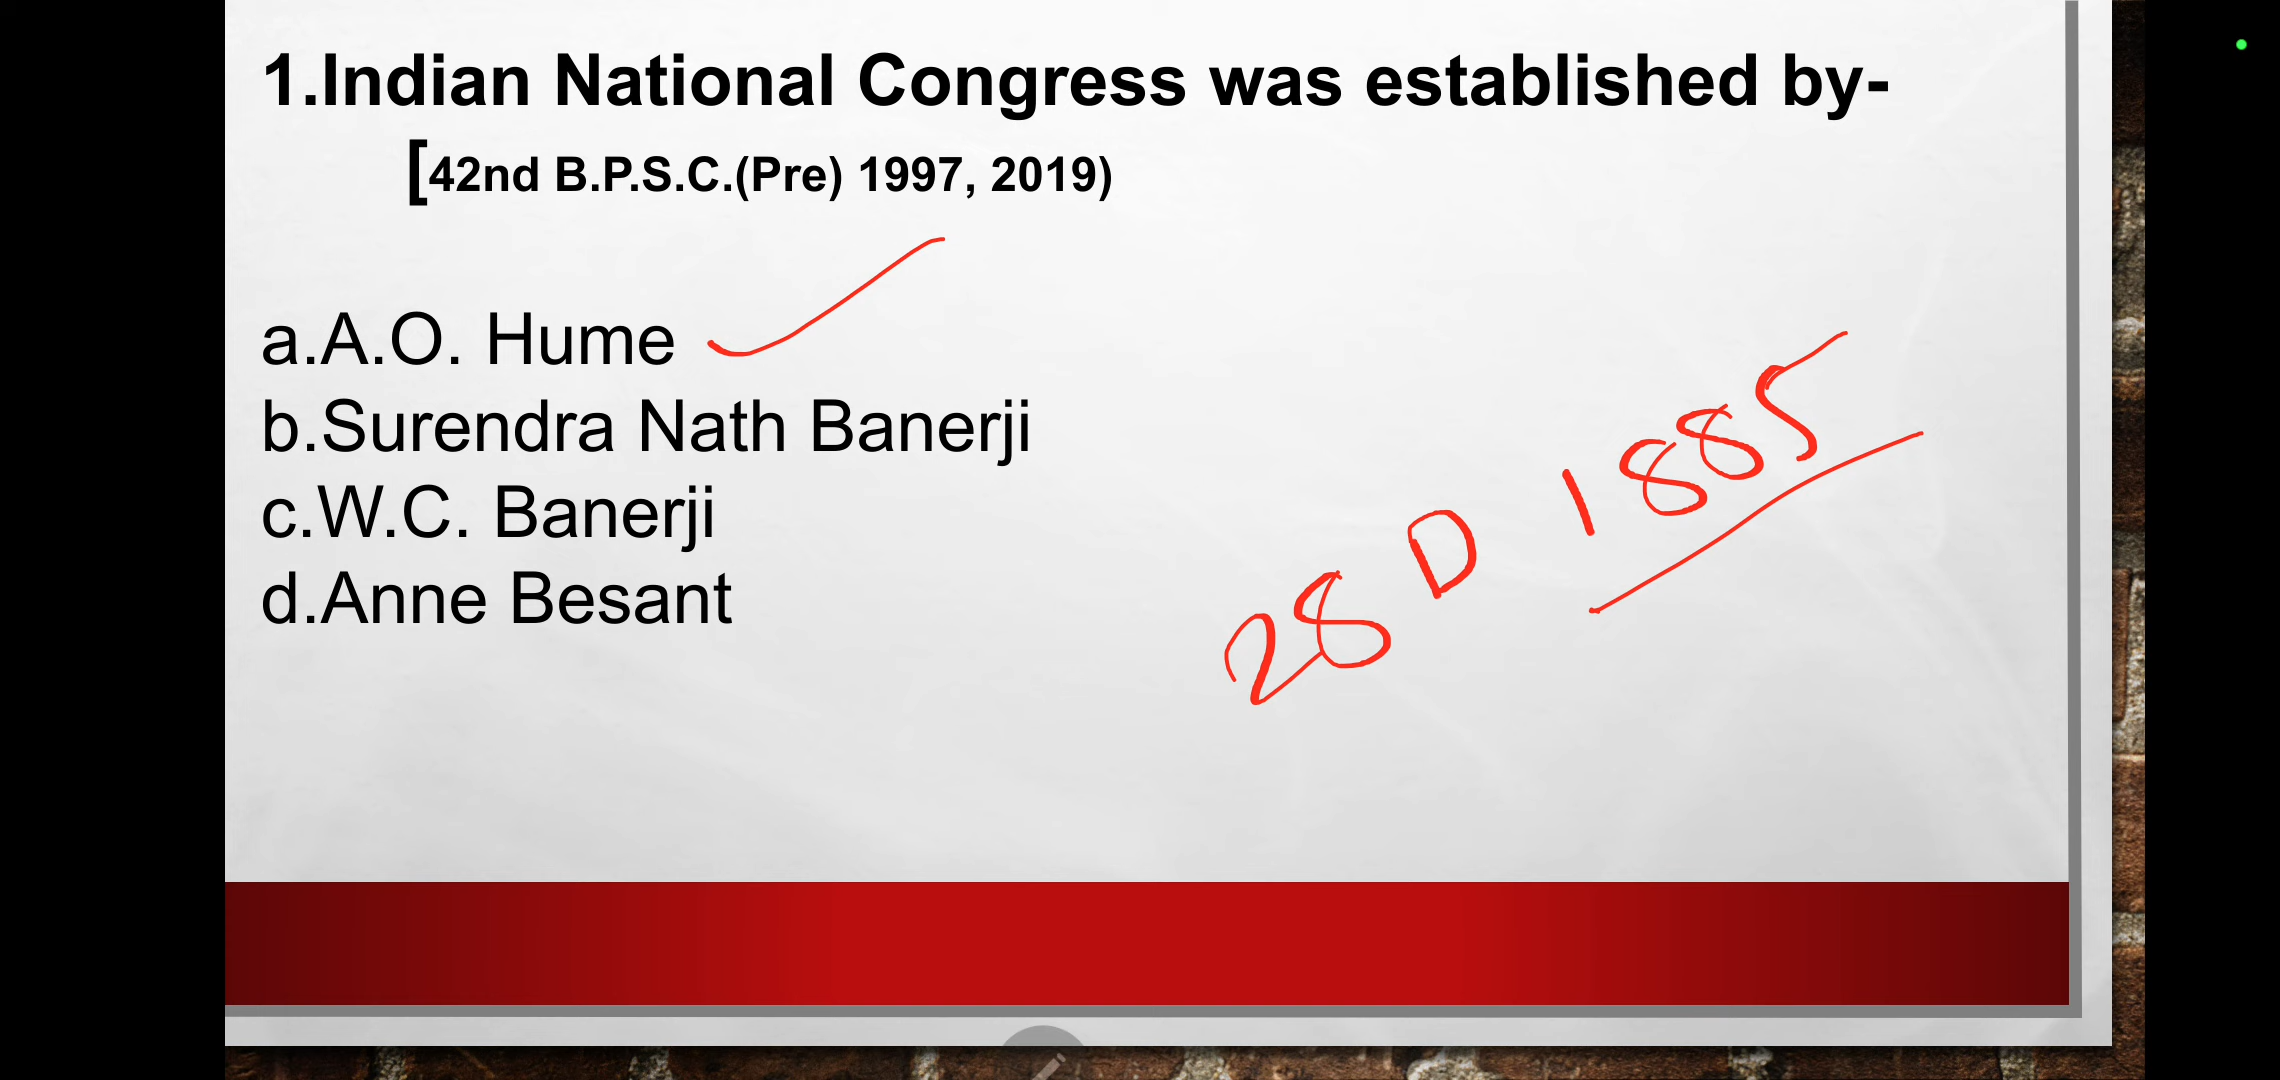 1.Indian National Congress was established by-
[42nd B.P.S.C.(Pre) 1997, 2019)
a.A.O. Hume
b.Surendra Nath Banerji
c.W.C. Banerji
d.Anne Besant
28 D 1885